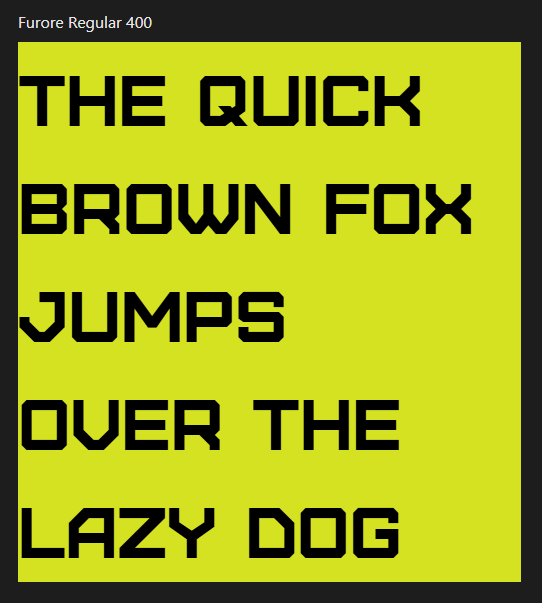 Furore Regular 400
THE QUICK
BROWN FOX
JUMPS
OVER THE
LAZY DOG